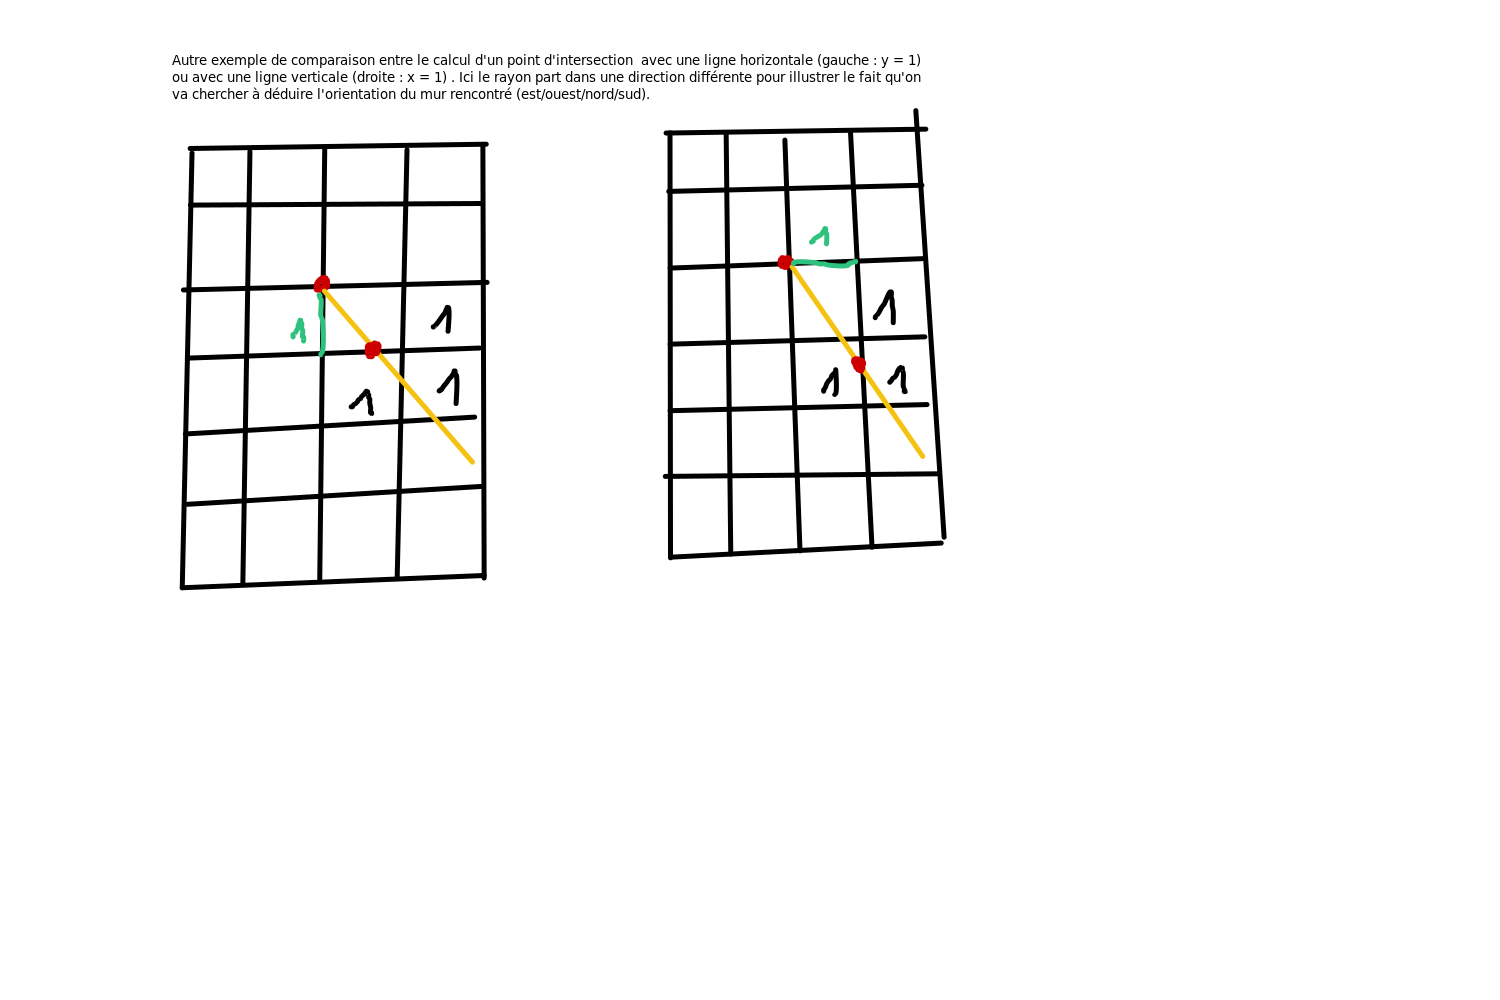 Autre exemple de comparaison entre le calcul d'un point d'intersection  avec une ligne horizontale (gauche : y = 1)
ou avec une ligne verticale (droite : x = 1) . Ici le rayon part dans une direction différente pour illustrer le fait qu'on
va chercher à déduire l'orientation du mur rencontré (est/ouest/nord/sud).
1
1
1
1
1
1
1
1